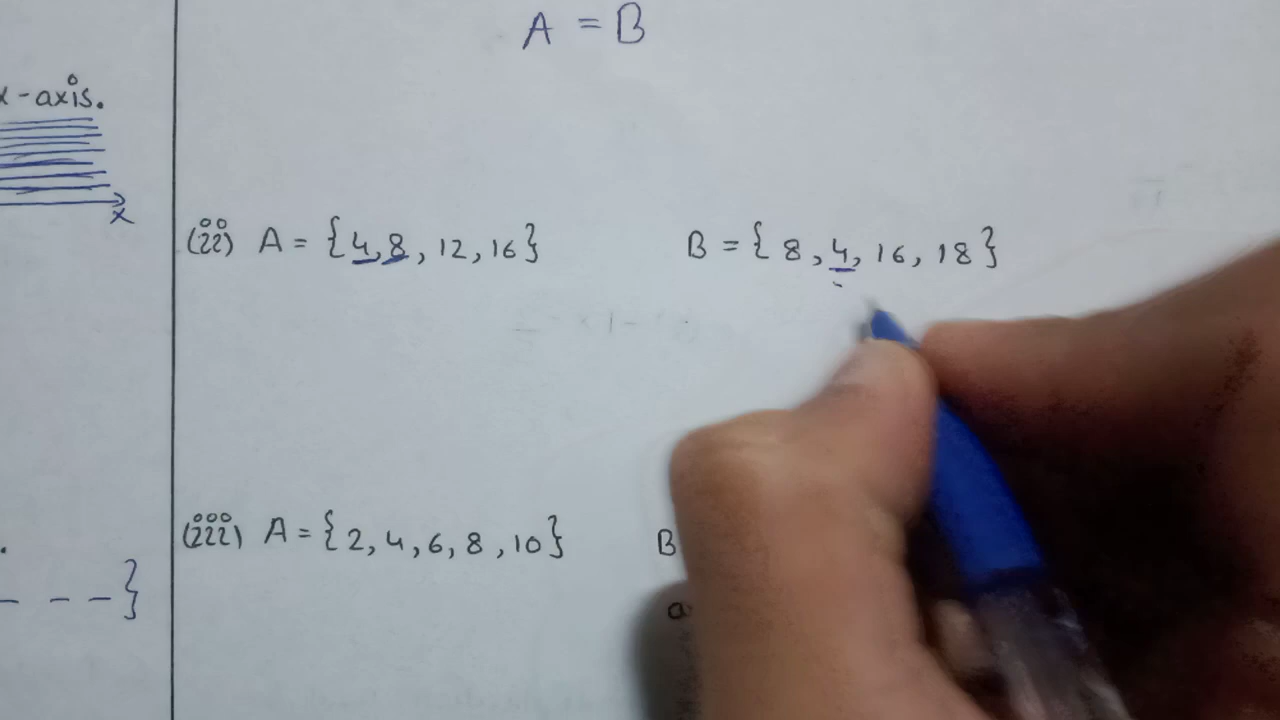 A = B
x-axis.
x
(ii) A = {4, 8, 12, 16} B = {8, 4, 16, 18}
(iii) A = {2, 4, 6, 8, 10} B
. a
_ _ _}